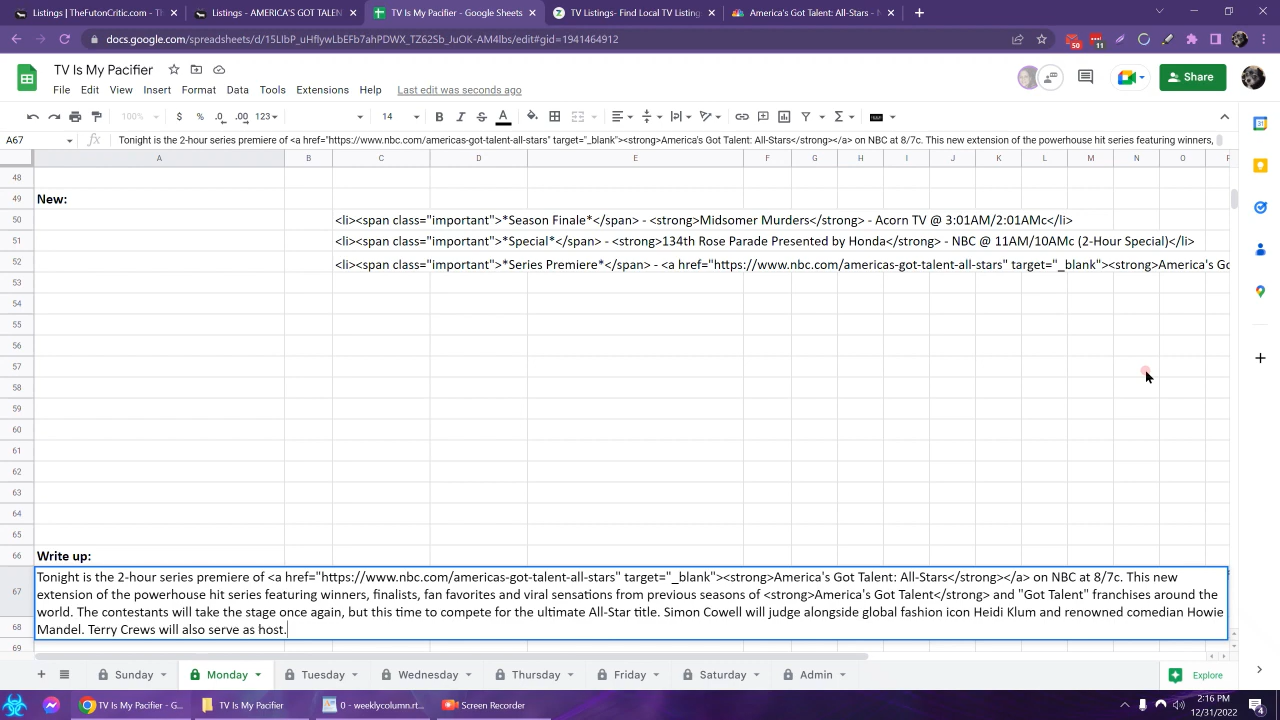 Listings | TheFutonCritic.com - Th
Listings - AMERICA'S GOT TALEN
TV Is My Pacifier - Google Sheets
TV Listings- Find Local TV Listing
America's Got Talent: All-Stars - N
docs.google.com/spreadsheets/d/15LlbP_uHflywLbEFb7ahPDWX_TZ62Sb_JuOK-AM4lbs/edit#gid=1941464912
50
11
TV Is My Pacifier
File Edit View Insert Format Data Tools Extensions Help Last edit was seconds ago
Share
100% $ % .0 .00 123 14 B I S A
A67 fx Tonight is the 2-hour series premiere of <a href="https://www.nbc.com/americas-got-talent-all-stars" target="_blank"><strong>America's Got Talent: All-Stars</strong></a> on NBC at 8/7c. This new extension of the powerhouse hit series featuring winners,
A B C D E F G H I J K L M N O P
48
49 New:
50 <li><span class="important">*Season Finale*</span> - <strong>Midsomer Murders</strong> - Acorn TV @ 3:01AM/2:01AMc</li>
51 <li><span class="important">*Special*</span> - <strong>134th Rose Parade Presented by Honda</strong> - NBC @ 11AM/10AMc (2-Hour Special)</li>
52 <li><span class="important">*Series Premiere*</span> - <a href="https://www.nbc.com/americas-got-talent-all-stars" target="_blank"><strong>America's Go
53
54
55
56
57
58
59
60
61
62
63
64
65
66 Write up:
Tonight is the 2-hour series premiere of <a href="https://www.nbc.com/americas-got-talent-all-stars" target="_blank"><strong>America's Got Talent: All-Stars</strong></a> on NBC at 8/7c. This new
67 extension of the powerhouse hit series featuring winners, finalists, fan favorites and viral sensations from previous seasons of <strong>America's Got Talent</strong> and "Got Talent" franchises around the
world. The contestants will take the stage once again, but this time to compete for the ultimate All-Star title. Simon Cowell will judge alongside global fashion icon Heidi Klum and renowned comedian Howie
68 Mandel. Terry Crews will also serve as host.
69
Sunday Monday Tuesday Wednesday Thursday Friday Saturday Admin Explore
TV Is My Pacifier - G...
TV Is My Pacifier
0 - weeklycolumn.rt...
Screen Recorder
2:16 PM
12/31/2022
4